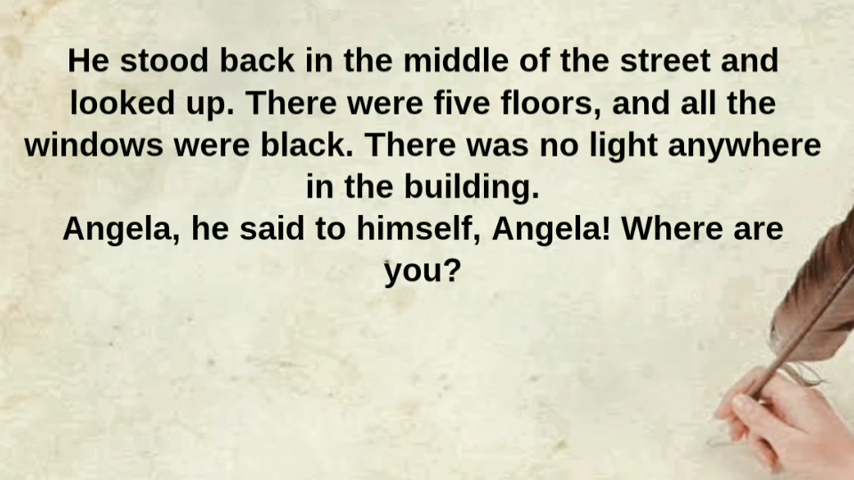 He stood back in the middle of the street and
looked up. There were five floors, and all the
windows were black. There was no light anywhere
in the building.
Angela, he said to himself, Angela! Where are
you?